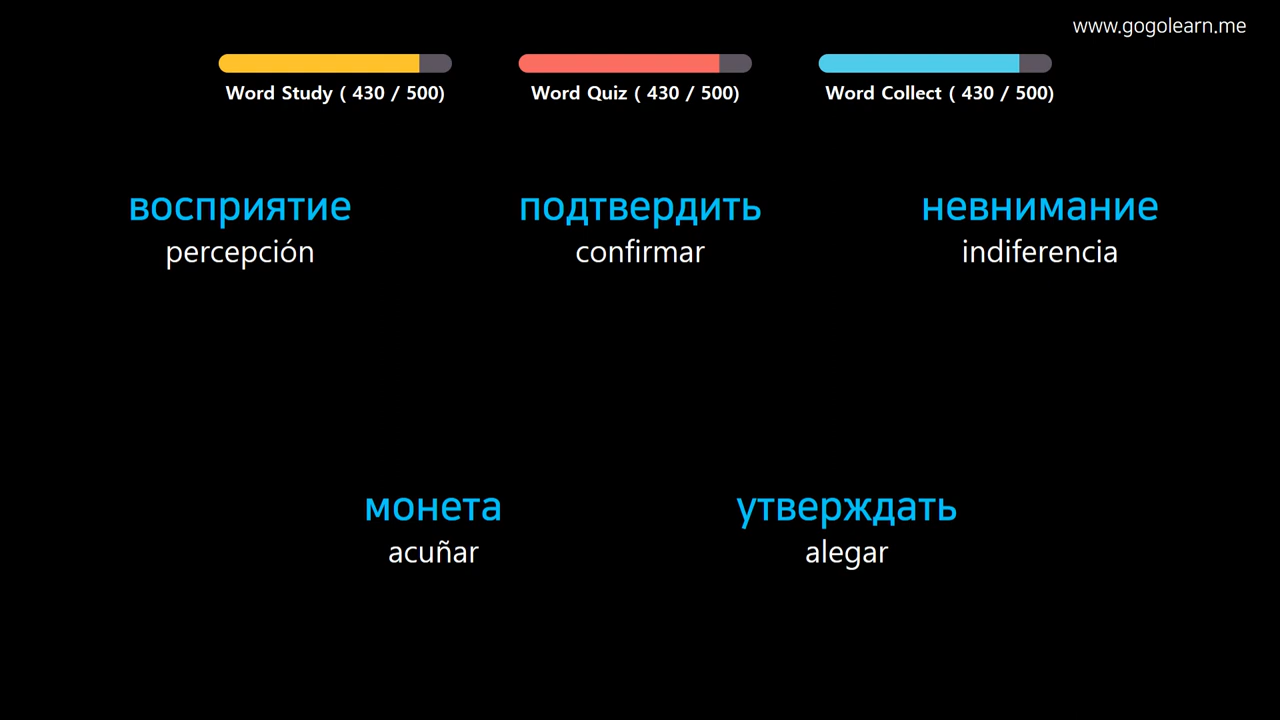 www.gogolearn.me
Word Study ( 430 / 500)
Word Quiz ( 430 / 500)
Word Collect ( 430 / 500)
восприятие
percepción
подтвердить
confirmar
невнимание
indiferencia
монета
acuñar
утверждать
alegar